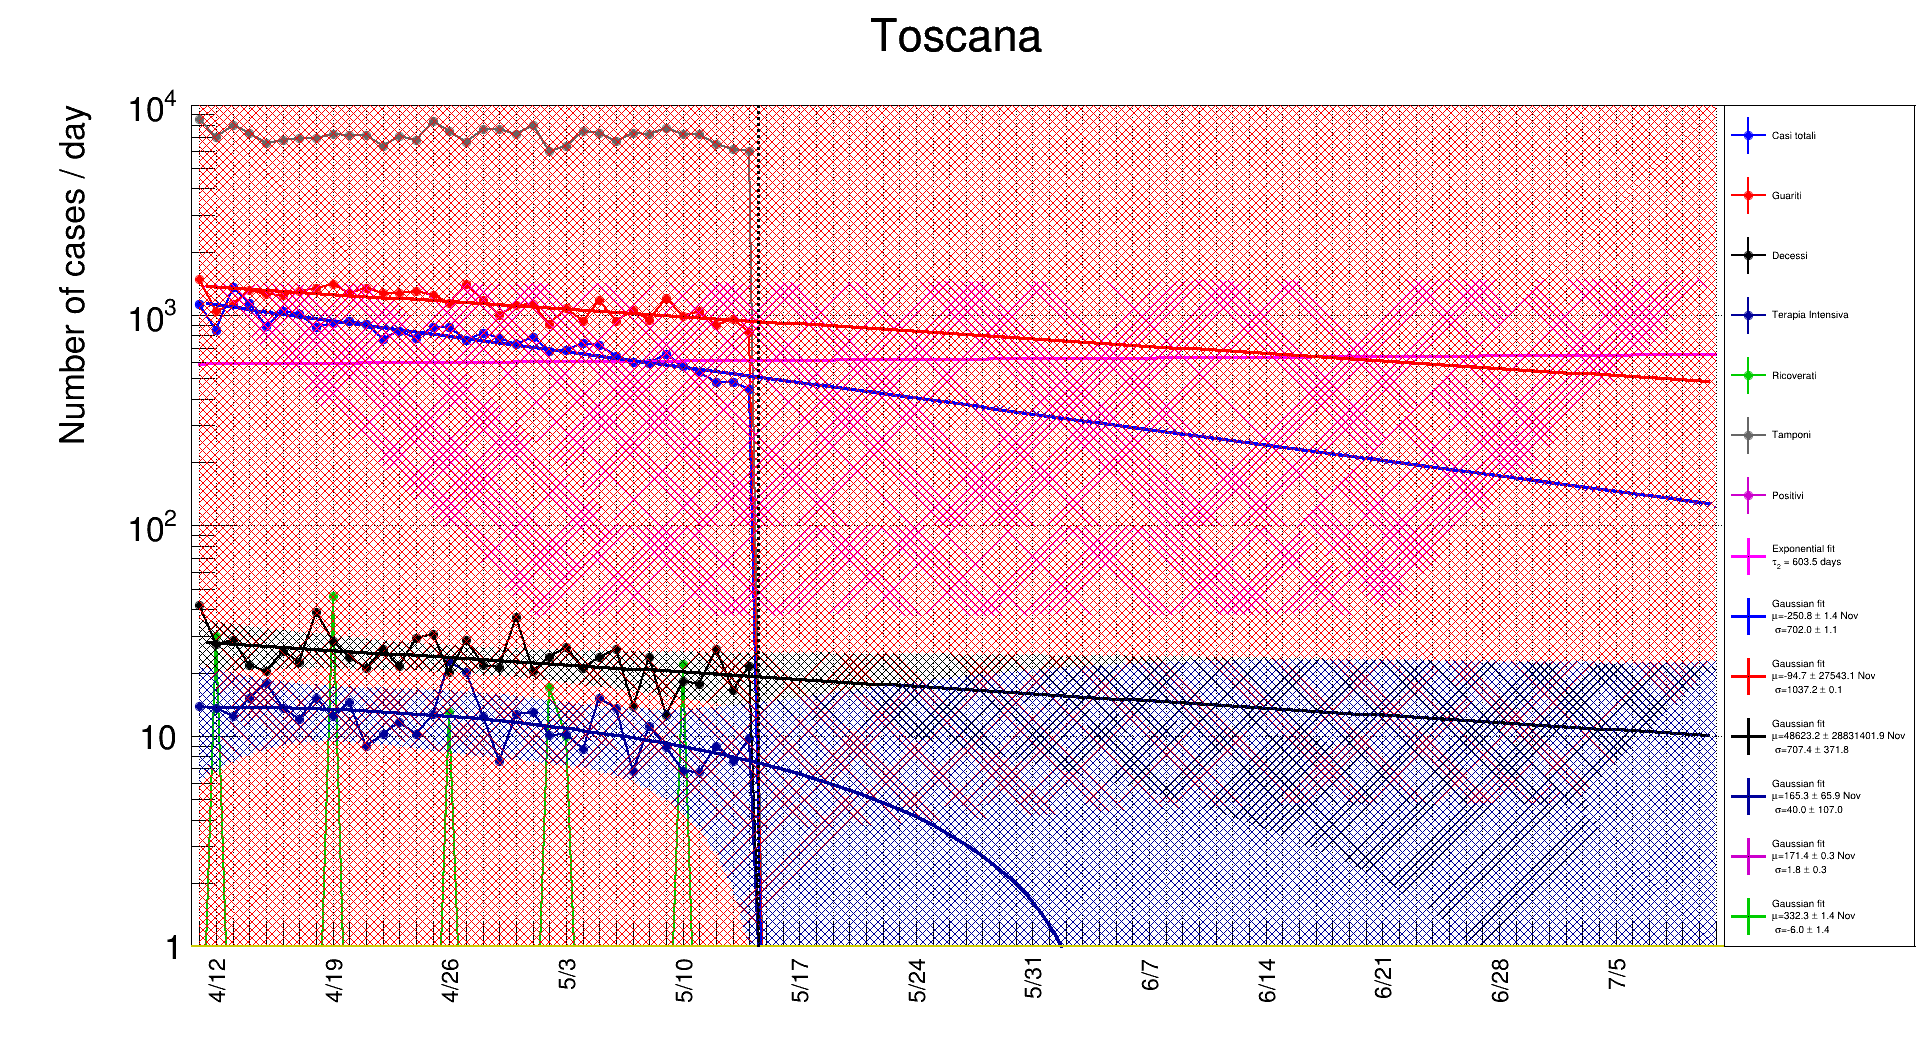 Toscana
Number of cases / day
10⁴
10³
10²
10
1
4/12
4/19
4/26
5/3
5/10
5/17
5/24
5/31
6/7
6/14
6/21
6/28
7/5
Casi totali
Guariti
Decessi
Terapia Intensiva
Ricoverati
Tamponi
Positivi
Exponential fit
τ₂ = 603.5 days
Gaussian fit
μ=-250.8 ± 1.4 Nov
σ=702.0 ± 1.1
Gaussian fit
μ=-94.7 ± 27543.1 Nov
σ=1037.2 ± 0.1
Gaussian fit
μ=48623.2 ± 28831401.9 Nov
σ=707.4 ± 371.8
Gaussian fit
μ=165.3 ± 65.9 Nov
σ=40.0 ± 107.0
Gaussian fit
μ=171.4 ± 0.3 Nov
σ=1.8 ± 0.3
Gaussian fit
μ=332.3 ± 1.4 Nov
σ=-6.0 ± 1.4